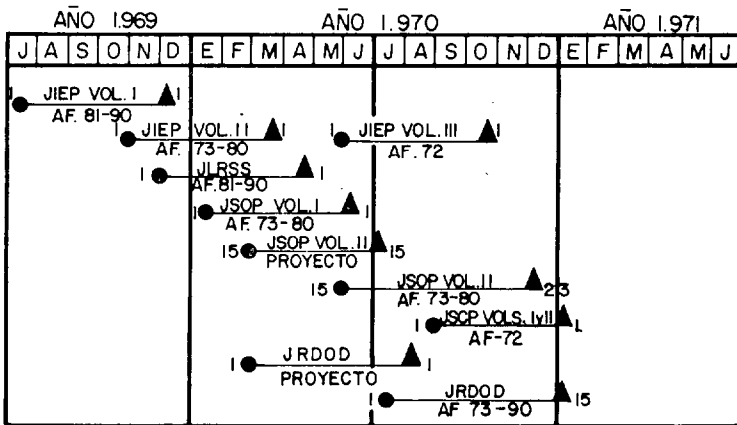 AÑO 1.969 AÑO 1.970 AÑO 1.971
J A S O N D E F M A M J J A S O N D E F M A M J
1 JIEP VOL. I 1
AF. 81-90
1 JIEP VOL. II 1 1 JIEP VOL. III 1
AF. 73-80 AF. 72
1 JLRSS 1
AF. 81-90
1 JSOP VOL. I 1
AF. 73-80
15 JSOP VOL. II 15
PROYECTO
15 JSOP VOL. II 23
AF. 73-80
1 JSCP VOLS. I y II 1
AF-72
1 JRDOD 1
PROYECTO
1 JRDOD 15
AF 73-90